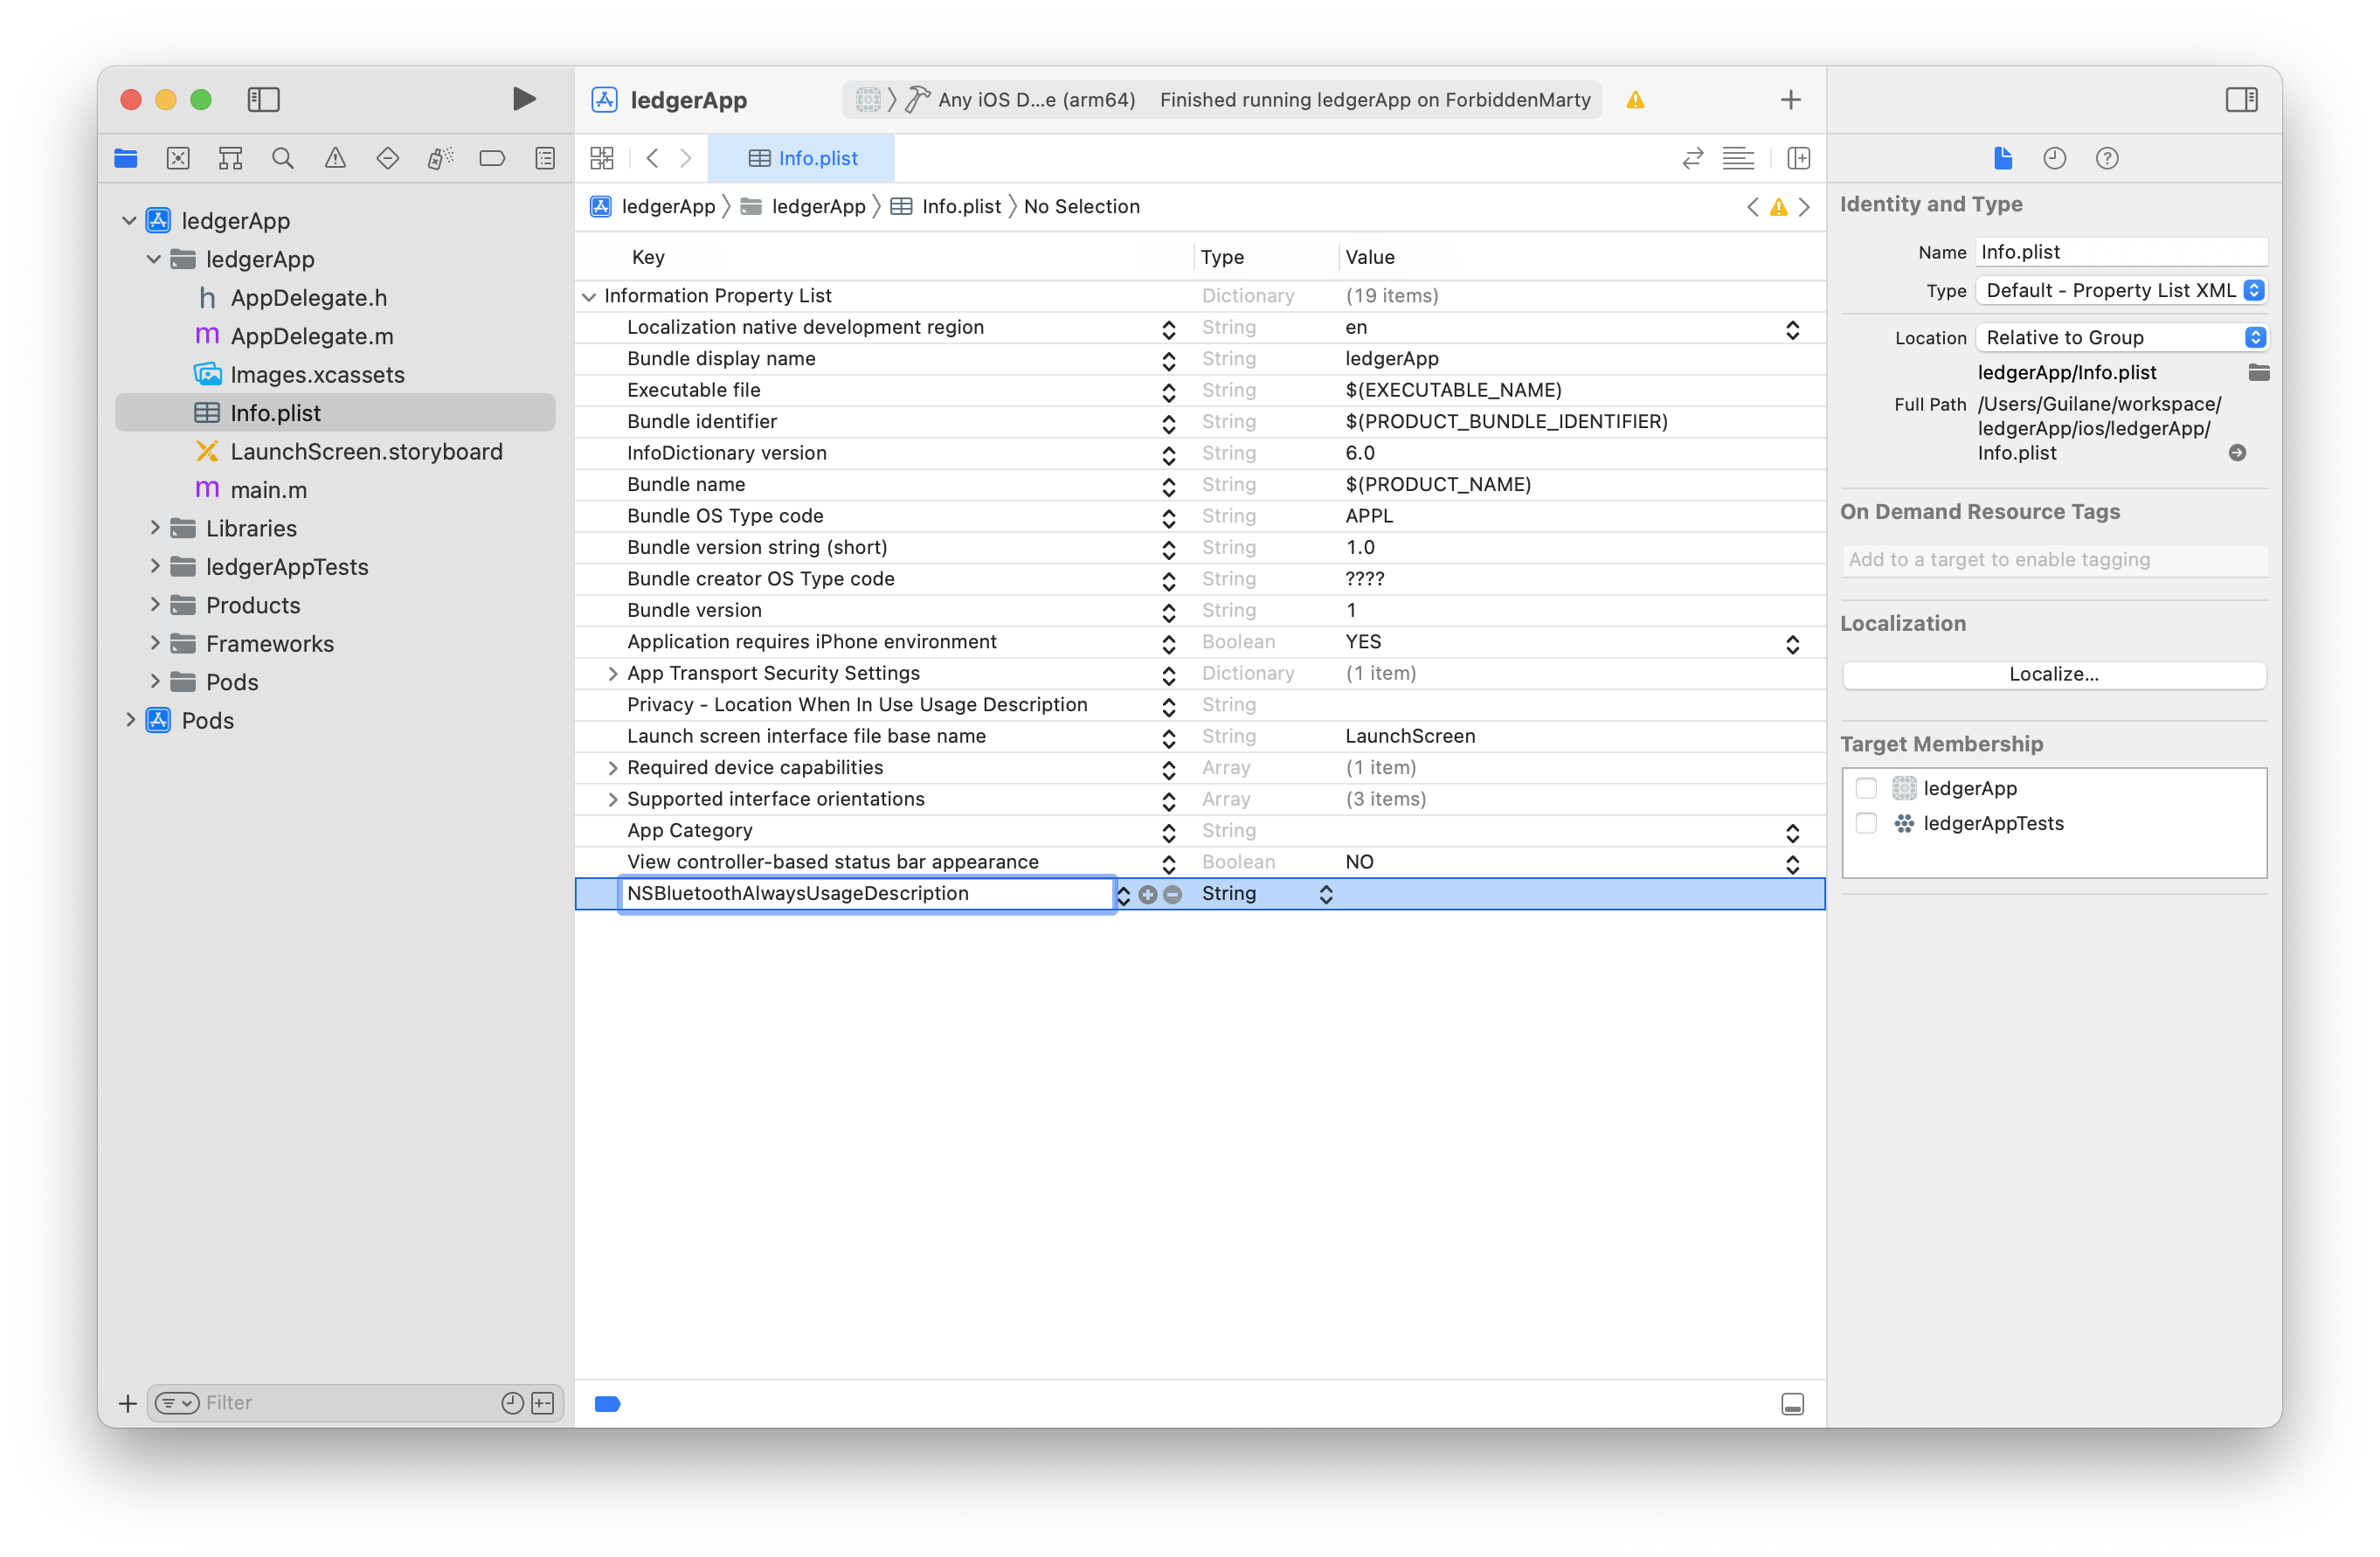 ledgerApp
Any iOS D...e (arm64) Finished running ledgerApp on ForbiddenMarty
Info.plist
ledgerApp
ledgerApp
AppDelegate.h
AppDelegate.m
Images.xcassets
Info.plist
LaunchScreen.storyboard
main.m
Libraries
ledgerAppTests
Products
Frameworks
Pods
Pods
Filter
ledgerApp ledgerApp Info.plist No Selection
Key Type Value
Information Property List Dictionary (19 items)
Localization native development region String en
Bundle display name String ledgerApp
Executable file String $(EXECUTABLE_NAME)
Bundle identifier String $(PRODUCT_BUNDLE_IDENTIFIER)
InfoDictionary version String 6.0
Bundle name String $(PRODUCT_NAME)
Bundle OS Type code String APPL
Bundle version string (short) String 1.0
Bundle creator OS Type code String ????
Bundle version String 1
Application requires iPhone environment Boolean YES
App Transport Security Settings Dictionary (1 item)
Privacy - Location When In Use Usage Description String
Launch screen interface file base name String LaunchScreen
Required device capabilities Array (1 item)
Supported interface orientations Array (3 items)
App Category String
View controller-based status bar appearance Boolean NO
NSBluetoothAlwaysUsageDescription String
Identity and Type
Name Info.plist
Type Default - Property List XML
Location Relative to Group
ledgerApp/Info.plist
Full Path /Users/Guilane/workspace/
ledgerApp/ios/ledgerApp/
Info.plist
On Demand Resource Tags
Add to a target to enable tagging
Localization
Localize...
Target Membership
ledgerApp
ledgerAppTests